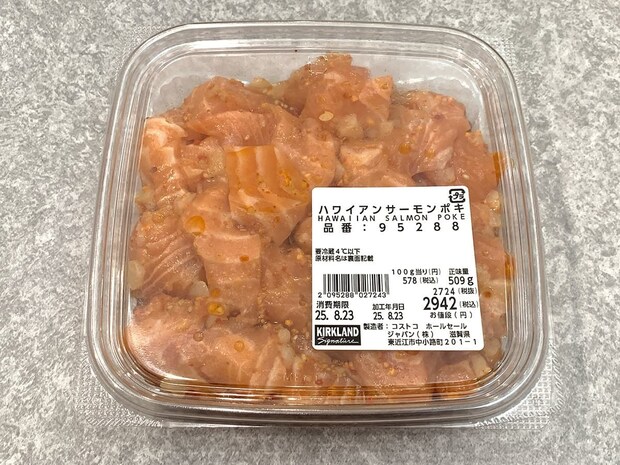 ハワイアンサーモンポキ
HAWAIIAN SALMON POKE
品番:95288
要冷蔵4℃以下
原材料名は裏面記載
100g当り(円) 正味量
578(税込) 509g
2 095288 027243
2724(税抜)
消費期限 加工年月日 2942(税込)
25. 8.23 25. 8.23 お値段(円)
KIRKLAND
Signature
製造者:コストコ ホールセール
ジャパン(株) 滋賀県
東近江市中小路町201-1